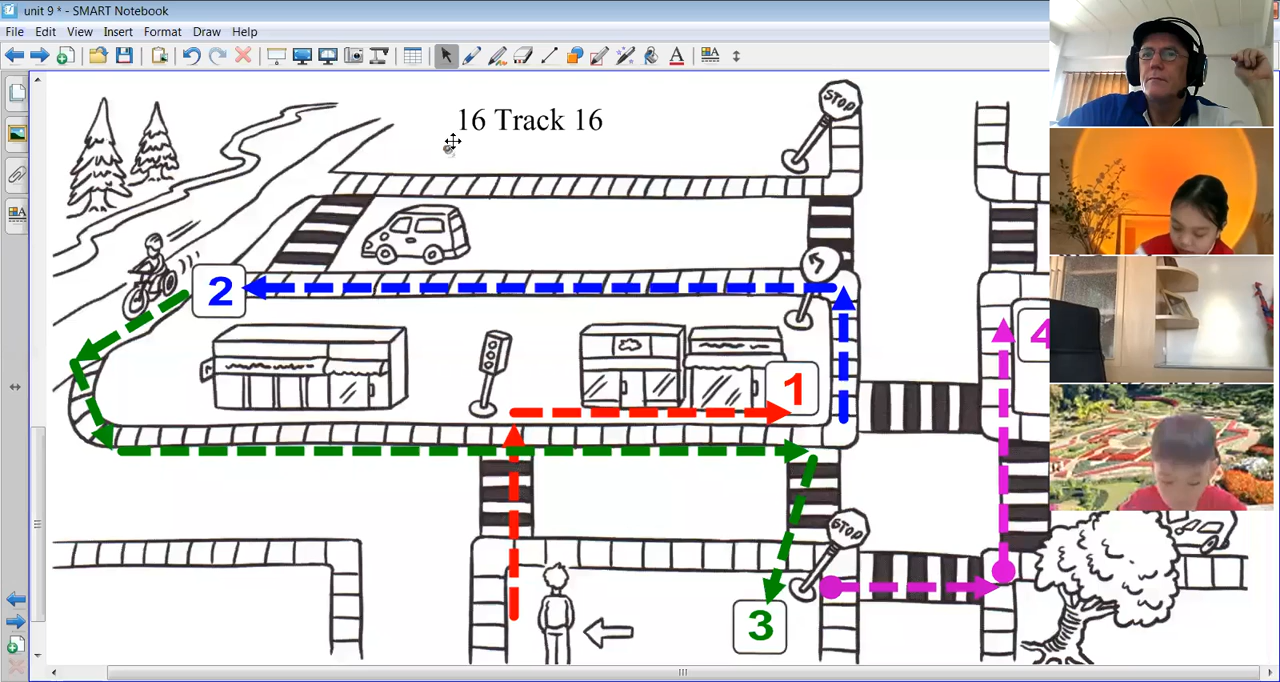 unit 9 * - SMART Notebook
File Edit View Insert Format Draw Help
16 Track 16
STOP
2
1
4
STOP
3